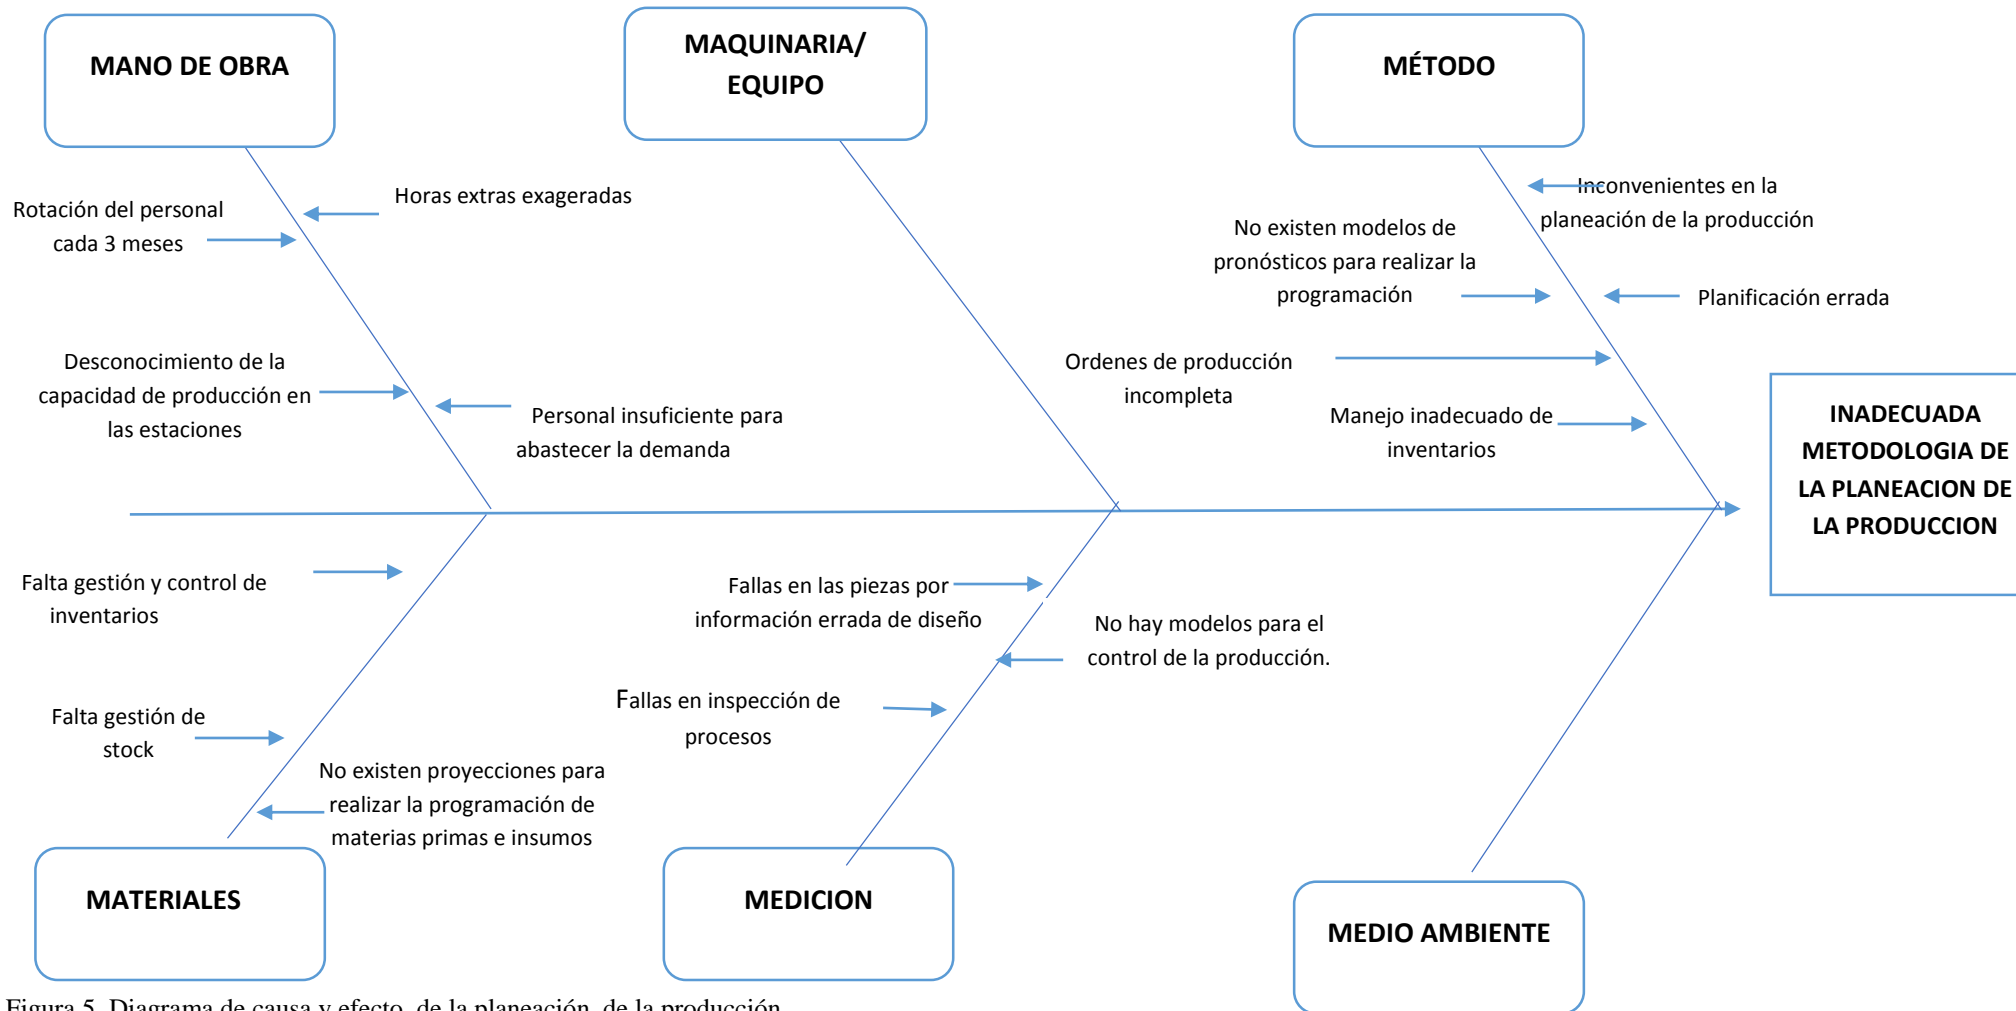 MANO DE OBRA
MAQUINARIA/
EQUIPO
MÉTODO
Rotación del personal
cada 3 meses
Horas extras exageradas
Inconvenientes en la
planeación de la producción
No existen modelos de
pronósticos para realizar la
programación
Planificación errada
Desconocimiento de la
capacidad de producción en
las estaciones
Personal insuficiente para
abastecer la demanda
Ordenes de producción
incompleta
Manejo inadecuado de
inventarios
INADECUADA
METODOLOGIA DE
LA PLANEACION DE
LA PRODUCCION
Falta gestión y control de
inventarios
Fallas en las piezas por
información errada de diseño
No hay modelos para el
control de la producción.
Fallas en inspección de
procesos
Falta gestión de
stock
No existen proyecciones para
realizar la programación de
materias primas e insumos
MATERIALES
MEDICION
MEDIO AMBIENTE
Figura 5. Diagrama de causa y efecto de la planeación de la producción